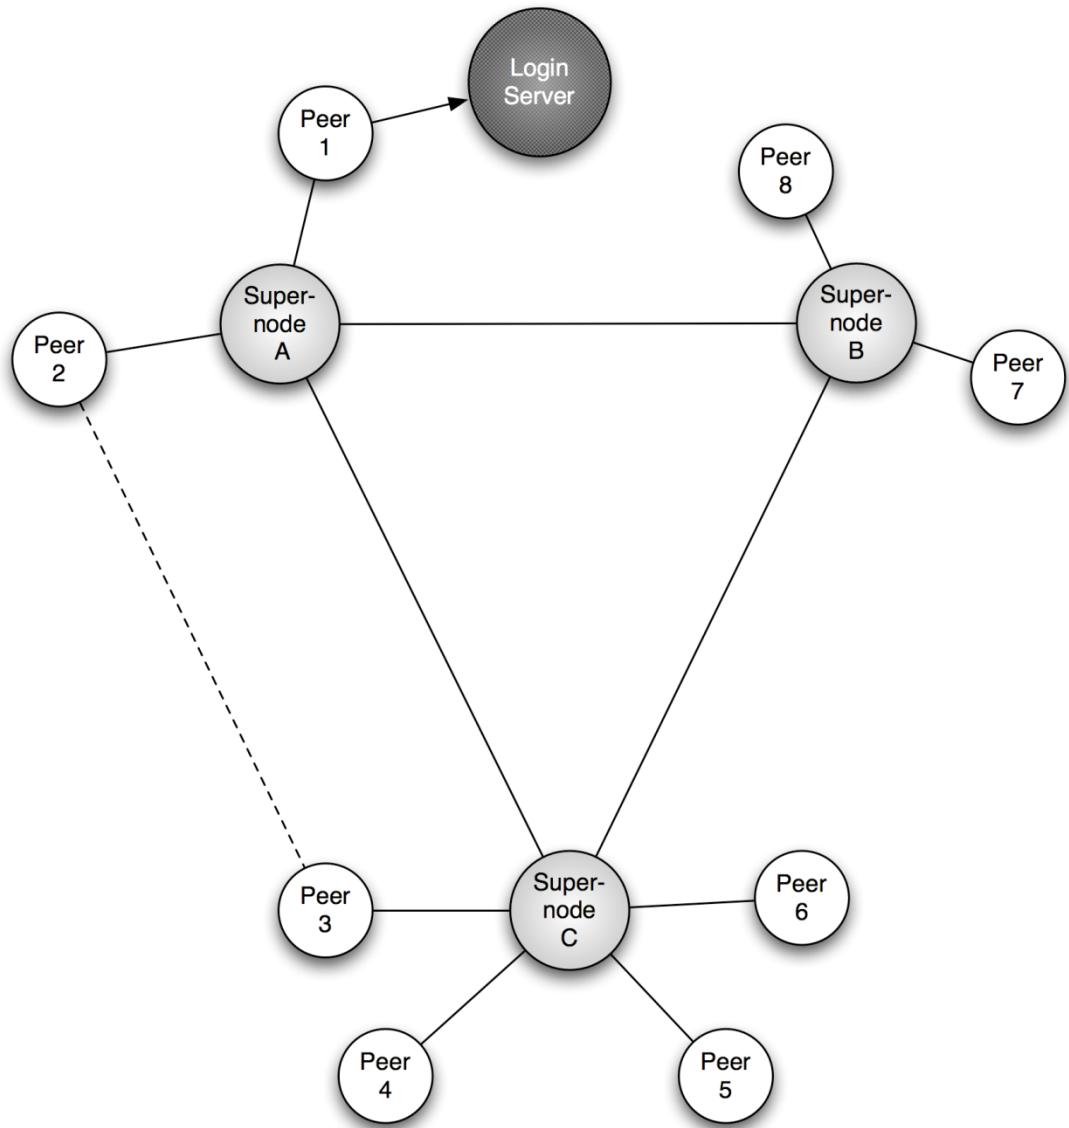 Login
Server
Peer
1
Peer
8
Super-
node
A
Super-
node
B
Peer
2
Peer
7
Peer
3
Super-
node
C
Peer
6
Peer
4
Peer
5